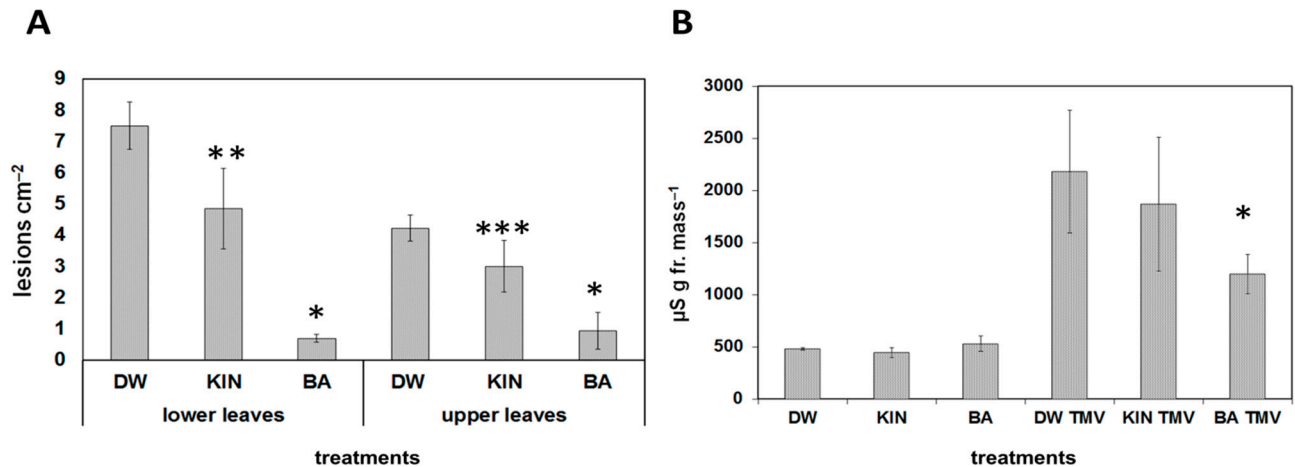 A
lesions cm⁻²
9
8
7
6
5
4
3
2
1
0
**
*
***
*
DW KIN BA DW KIN BA
lower leaves upper leaves
treatments
B
µS g fr. mass⁻¹
3000
2500
2000
1500
1000
500
0
*
DW KIN BA DW TMV KIN TMV BA TMV
treatments